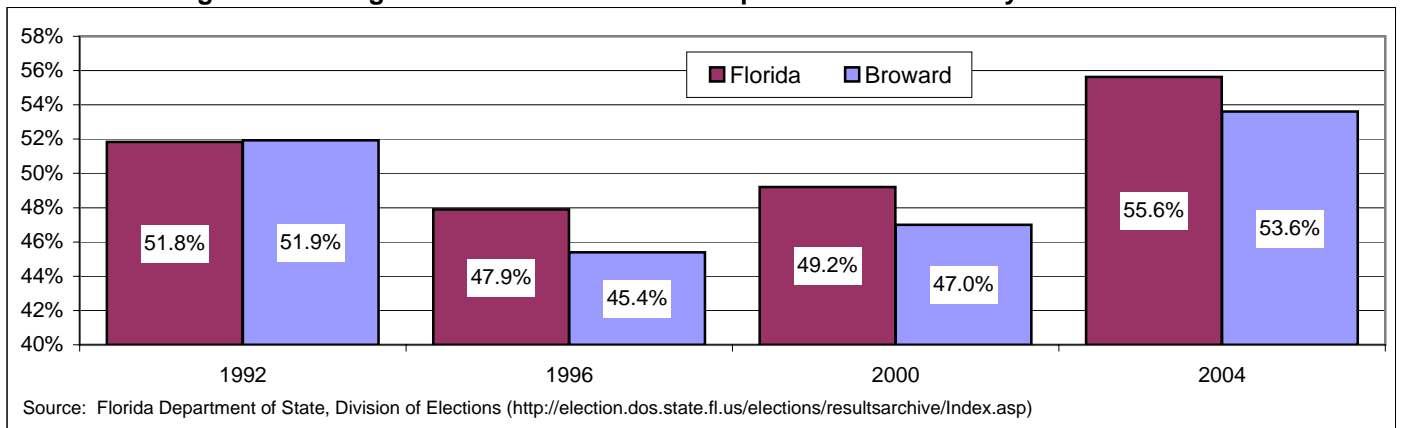 58%
56%
54%
52%
50%
48%
46%
44%
42%
40%
Florida Broward
51.8% 51.9% 47.9% 45.4% 49.2% 47.0% 55.6% 53.6%
1992 1996 2000 2004
Source: Florida Department of State, Division of Elections (http://election.dos.state.fl.us/elections/resultsarchive/Index.asp)